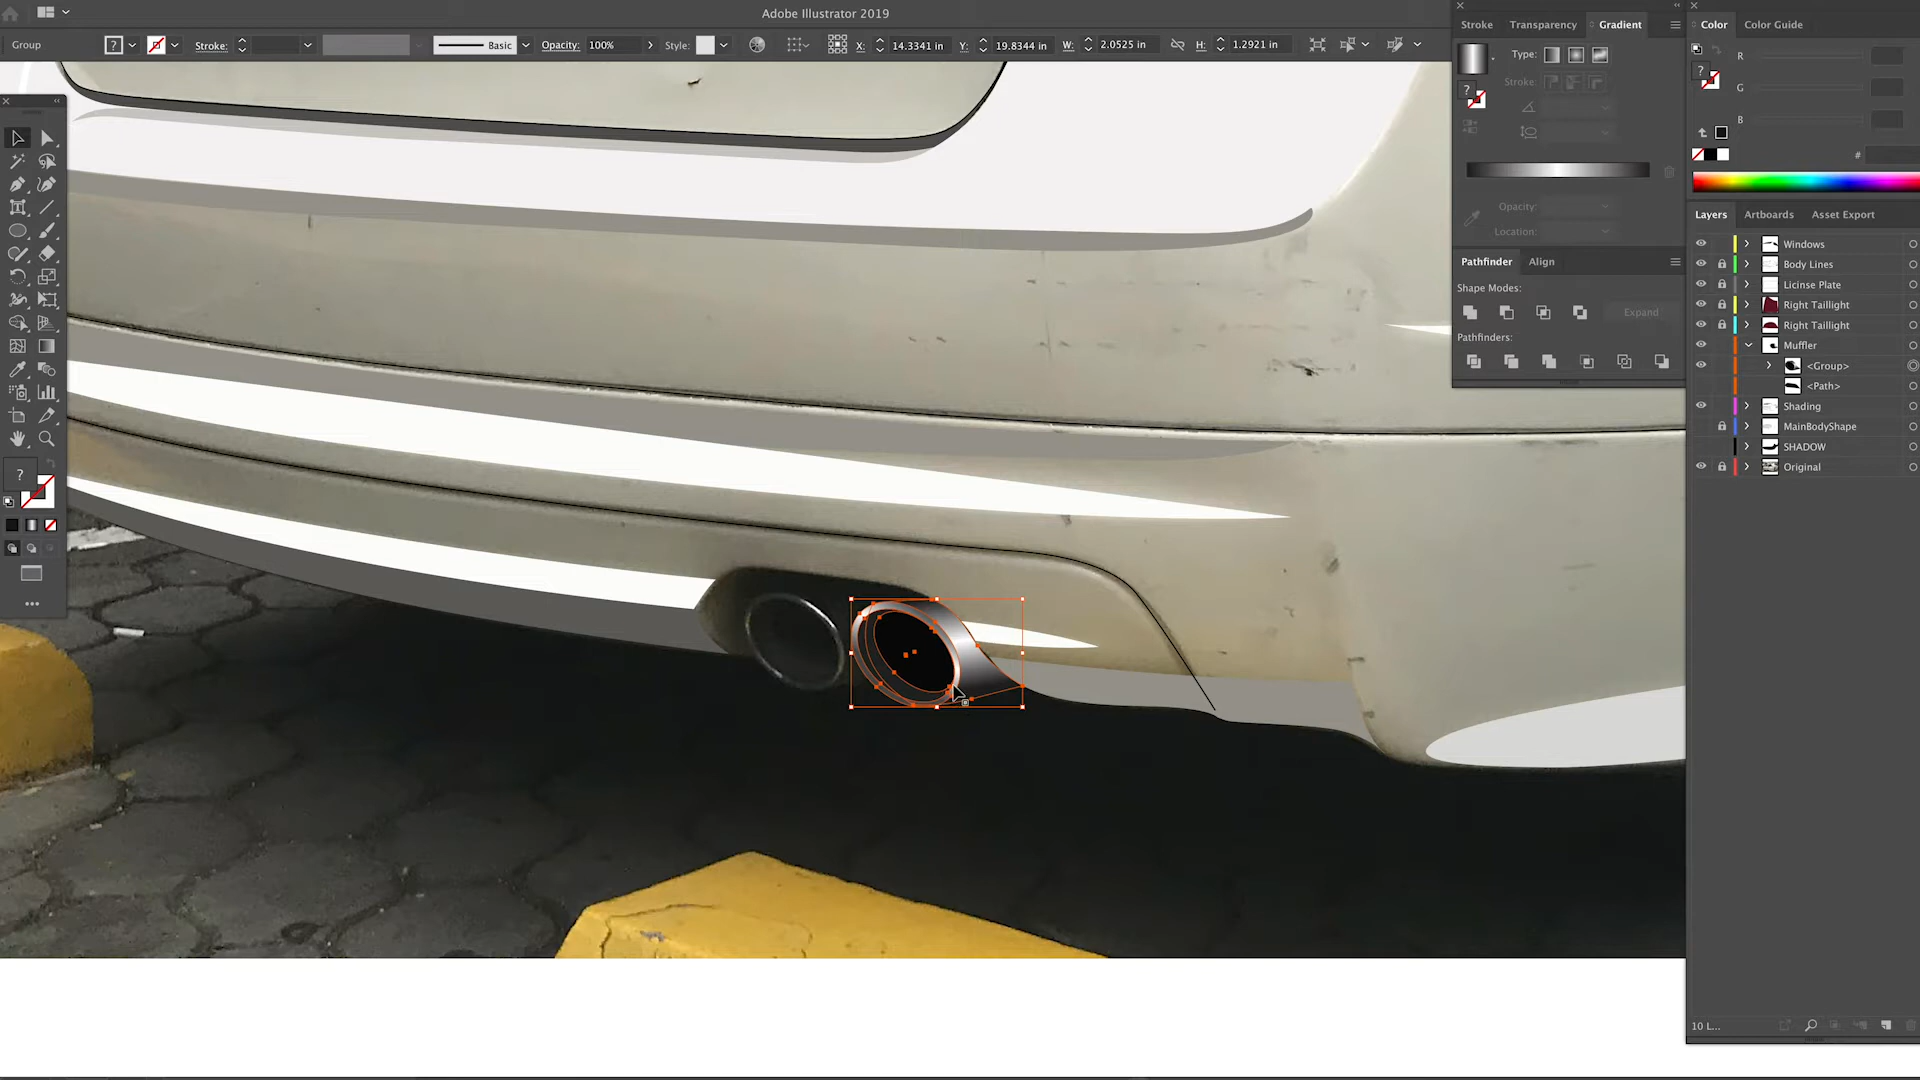 Adobe Illustrator 2019
Group
?
Stroke:
Basic
Opacity: 100%
Style:
X: 14.3341 in
Y: 19.8344 in
W: 2.0525 in
H: 1.2921 in
Stroke
Transparency
Gradient
Type:
Stroke:
?
Opacity:
Location:
Pathfinder
Align
Shape Modes:
Expand
Pathfinders:
Color
Color Guide
?
R
G
B
#
Layers
Artboards
Asset Export
Windows
Body Lines
Licinse Plate
Right Taillight
Right Taillight
Muffler
<Group>
<Path>
Shading
MainBodyShape
SHADOW
Original
10 L...
?